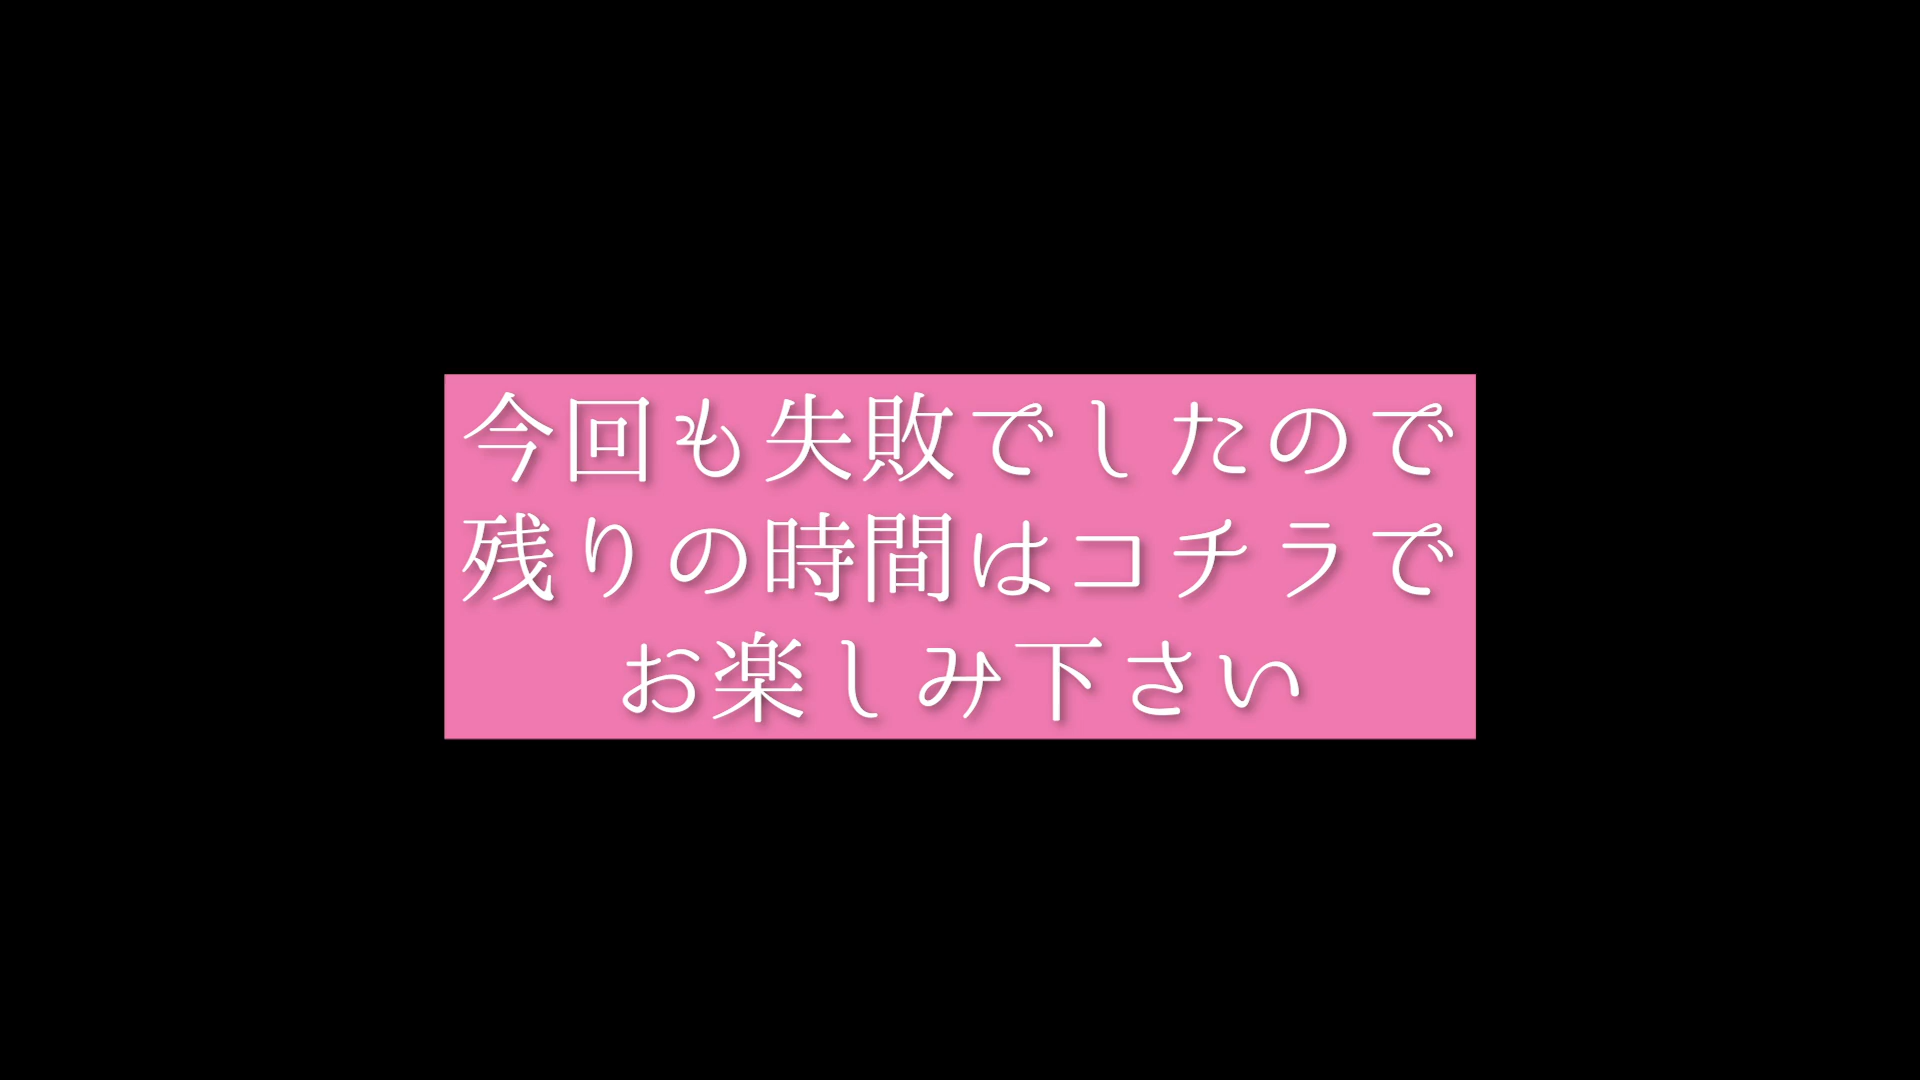 今回も失敗でしたので
残りの時間はコチラで
お楽しみ下さい